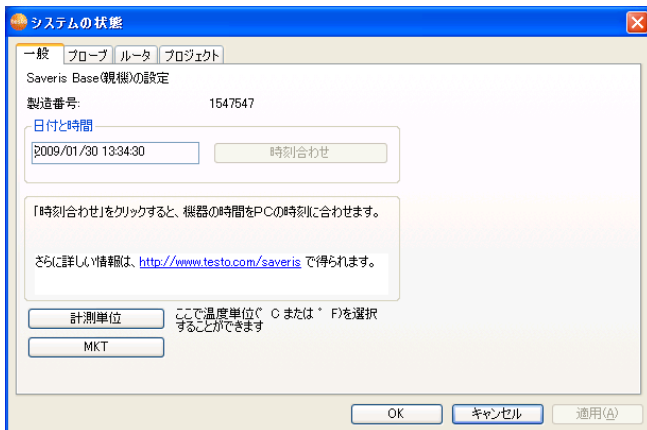 testo システムの状態
一般 プローブ ルータ プロジェクト
Saveris Base(親機)の設定
製造番号: 1547547
日付と時間
2009/01/30 13:34:30 時刻合わせ
「時刻合わせ」をクリックすると、機器の時間をPCの時刻に合わせます。
さらに詳しい情報は、http://www.testo.com/saveris で得られます。
計測単位 ここで温度単位(°C または °F)を選択
することができます
MKT
OK キャンセル 適用(A)